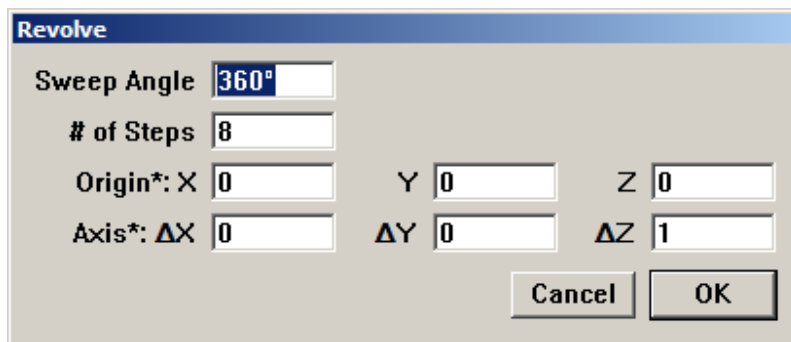 Revolve
Sweep Angle 360°
# of Steps 8
Origin*: X 0 Y 0 Z 0
Axis*: ΔX 0 ΔY 0 ΔZ 1
Cancel OK